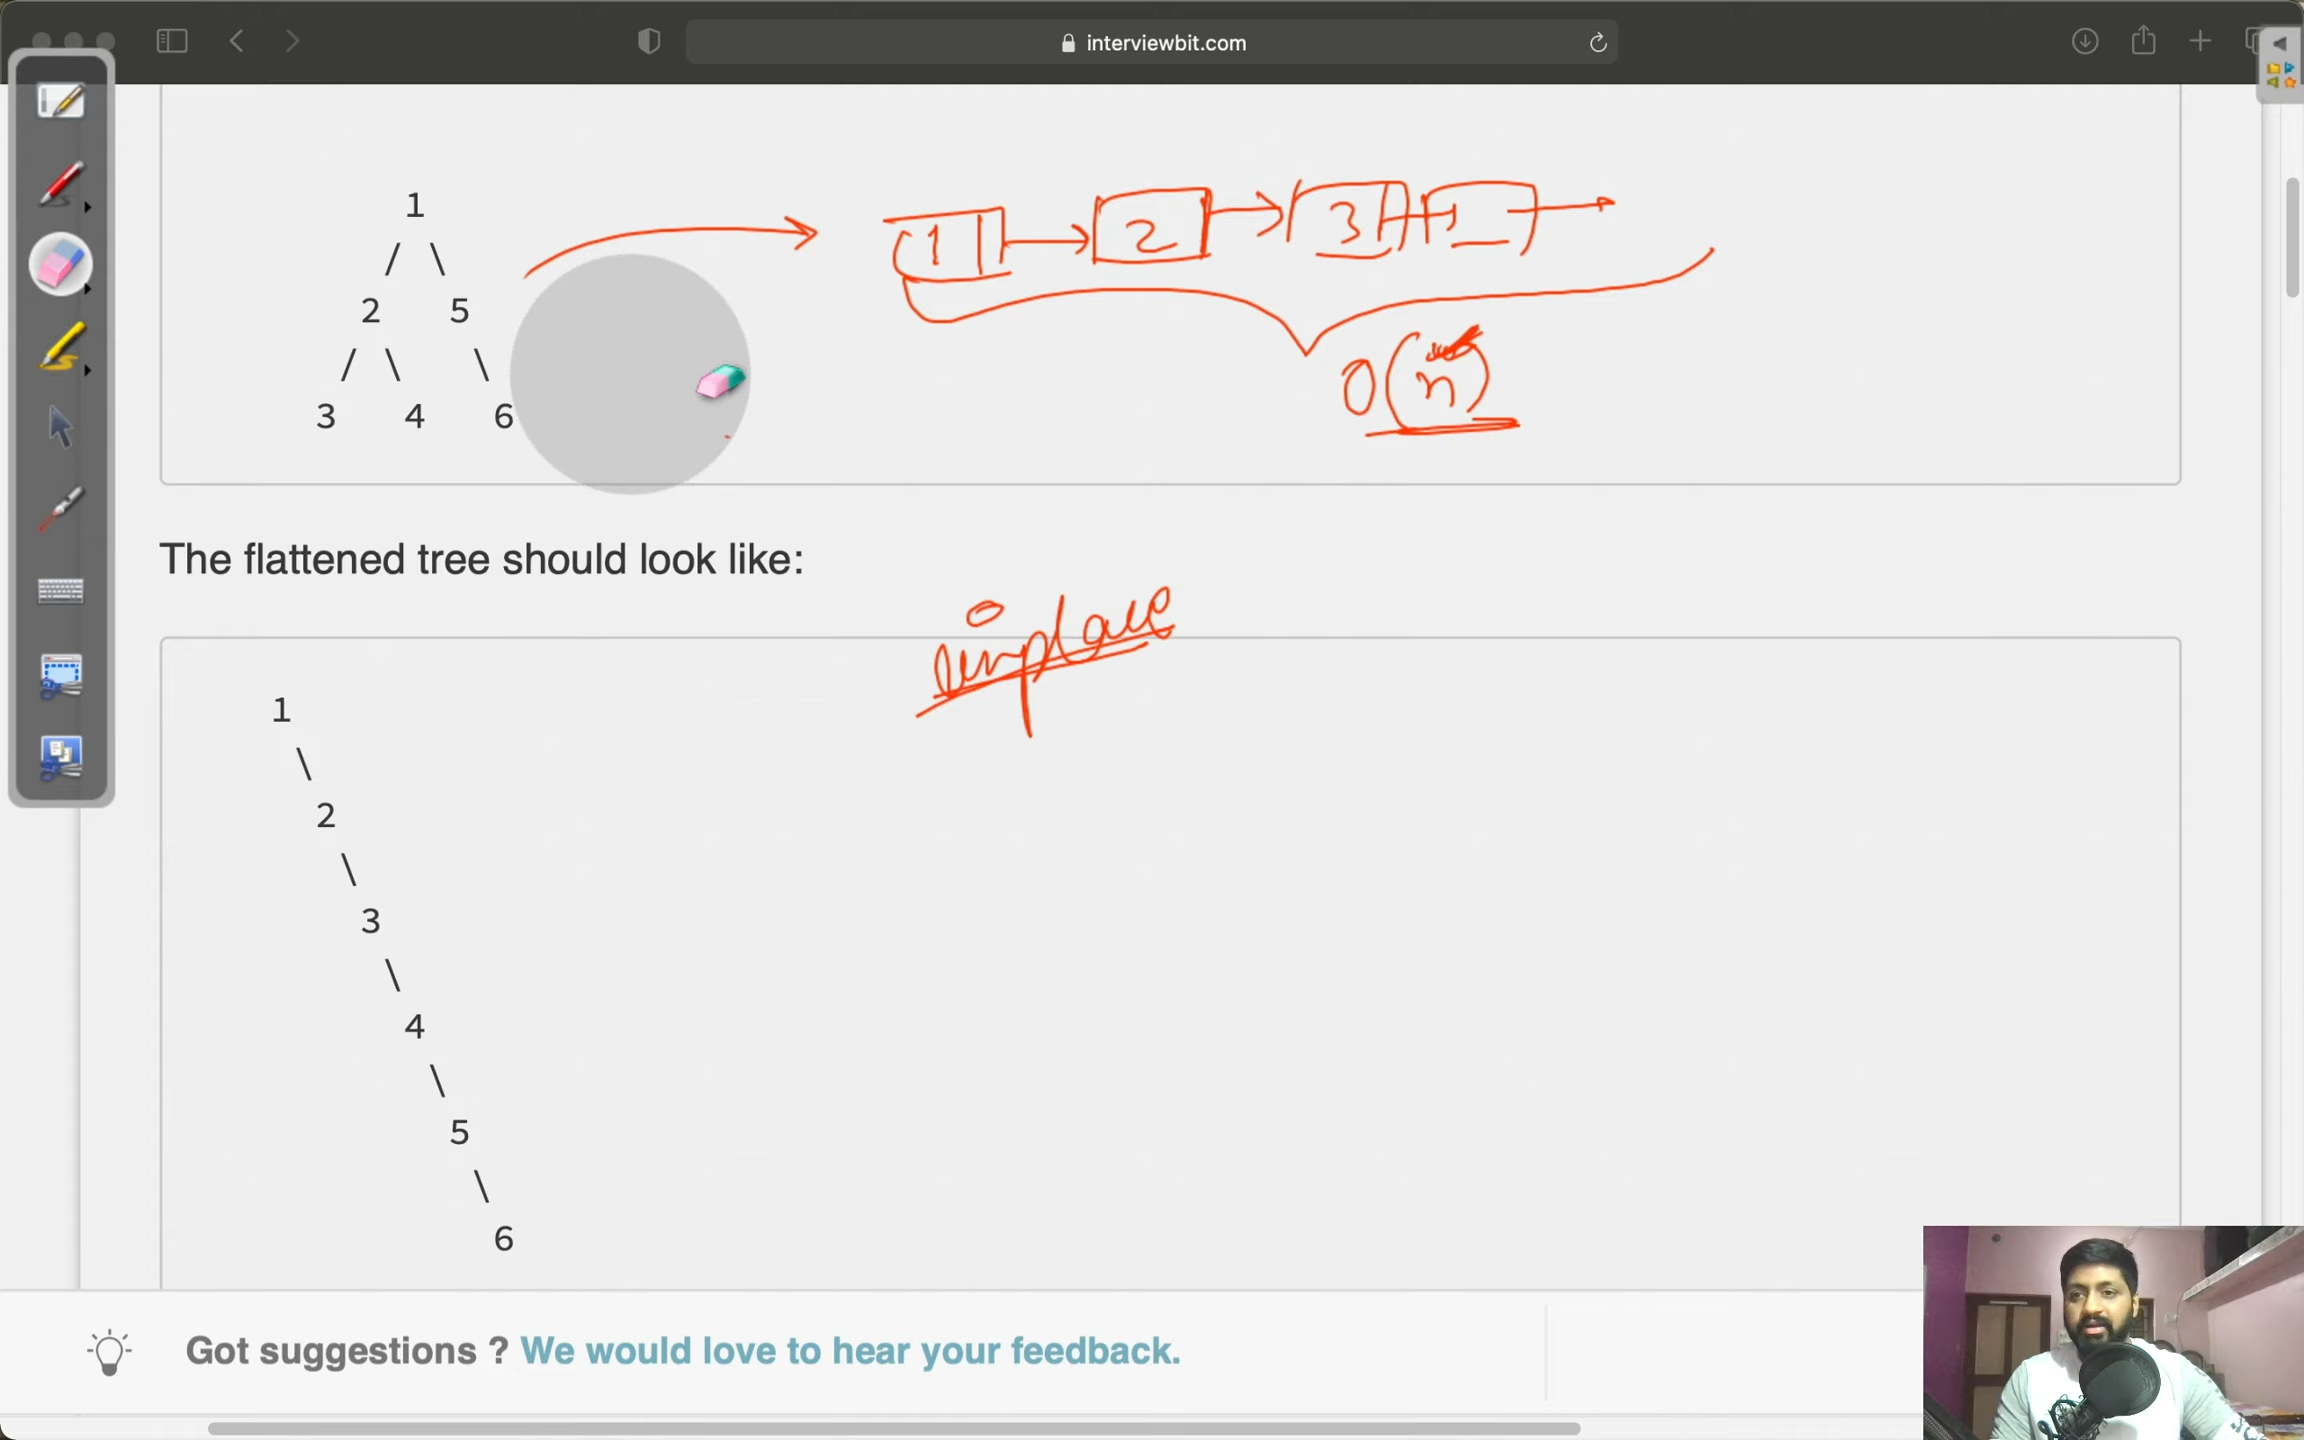 interviewbit.com
1
/ \
2 5
/ \ \
3 4 6
1 2 3
O(n)
The flattened tree should look like:
inplace
1
\
2
\
3
\
4
\
5
\
6
Got suggestions ? We would love to hear your feedback.